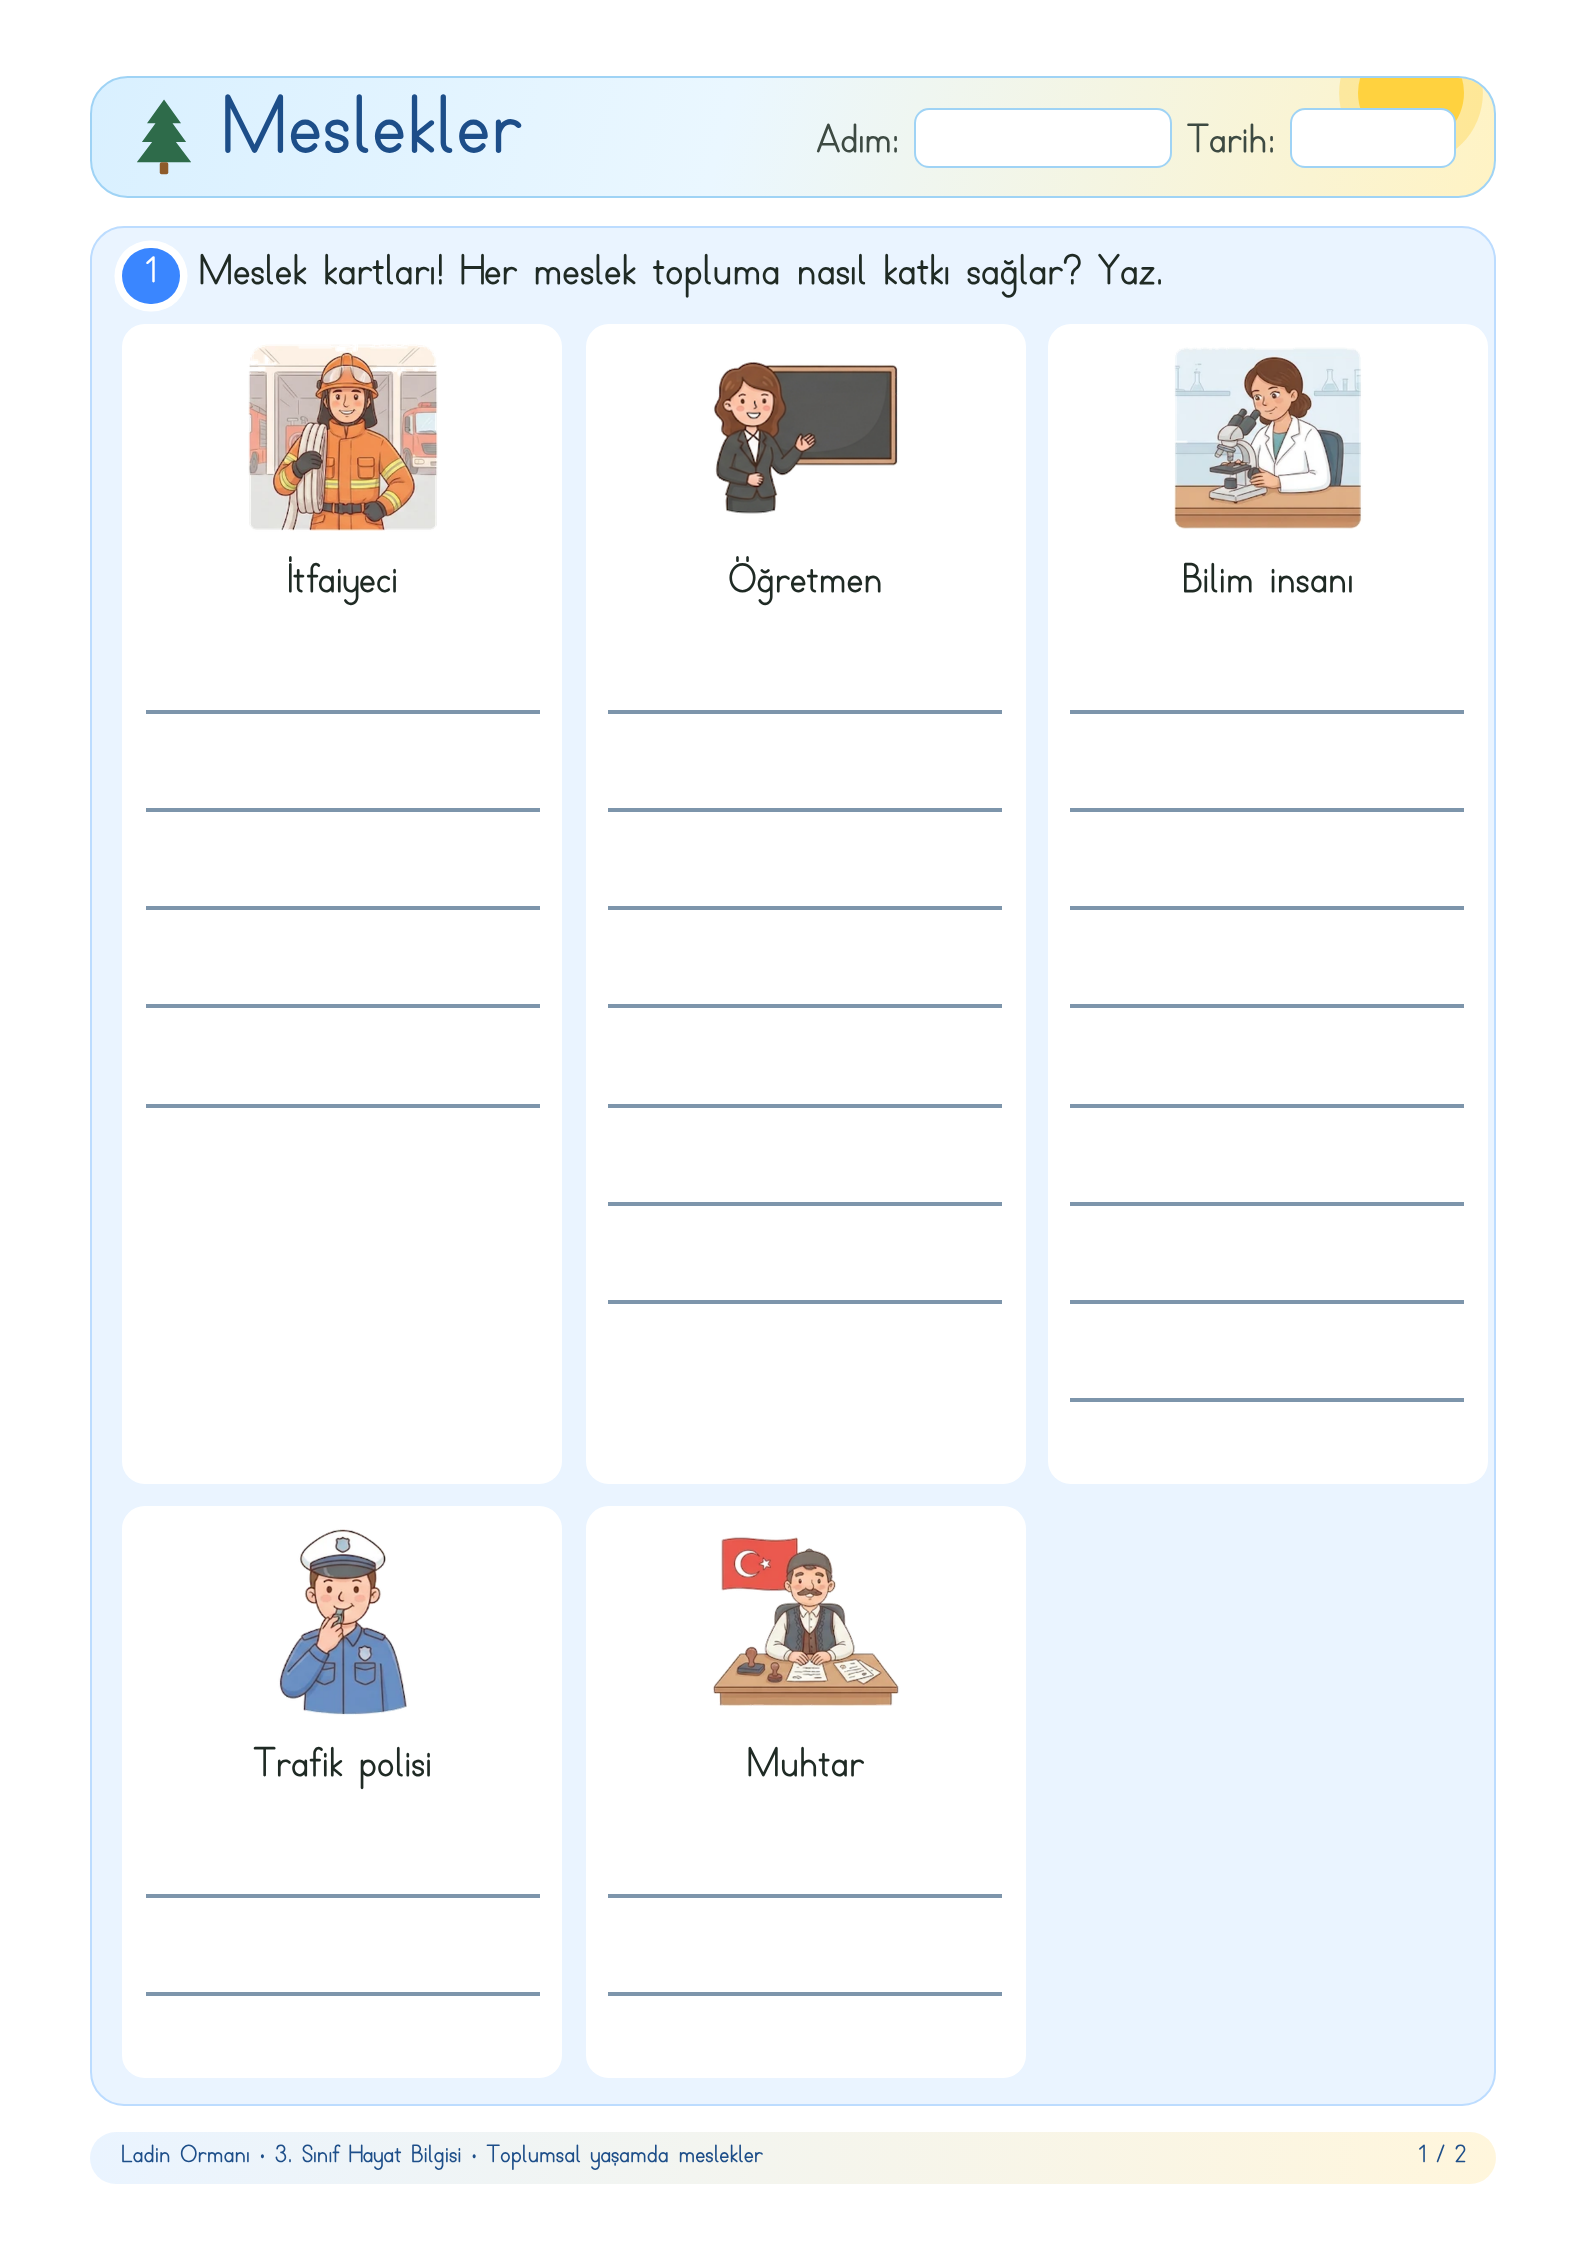 Meslekler
Adım:
Tarih:
1 Meslek kartları! Her meslek topluma nasıl katkı sağlar? Yaz.
İtfaiyeci
Öğretmen
Bilim insanı
Trafik polisi
Muhtar
Ladin Ormanı • 3. Sınıf Hayat Bilgisi • Toplumsal yaşamda meslekler
1 / 2